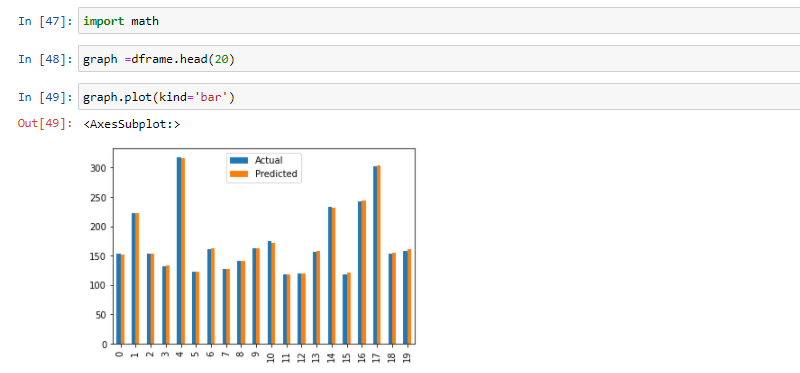 In [47]: import math
In [48]: graph =dframe.head(20)
In [49]: graph.plot(kind='bar')
Out[49]: <AxesSubplot:>
Actual
Predicted
300
250
200
150
100
50
0
0 1 2 3 4 5 6 7 8 9 10 11 12 13 14 15 16 17 18 19